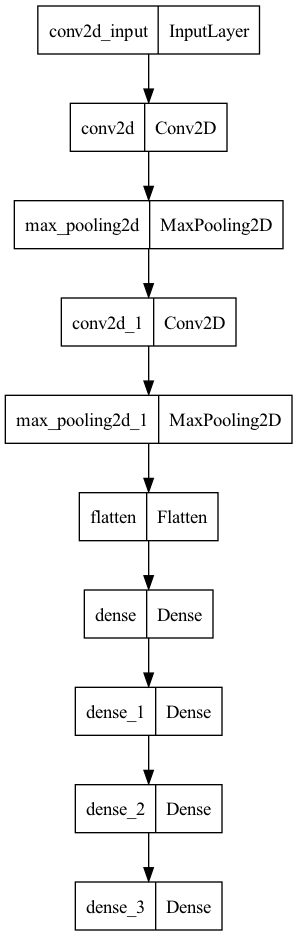 conv2d_input InputLayer
conv2d Conv2D
max_pooling2d MaxPooling2D
conv2d_1 Conv2D
max_pooling2d_1 MaxPooling2D
flatten Flatten
dense Dense
dense_1 Dense
dense_2 Dense
dense_3 Dense